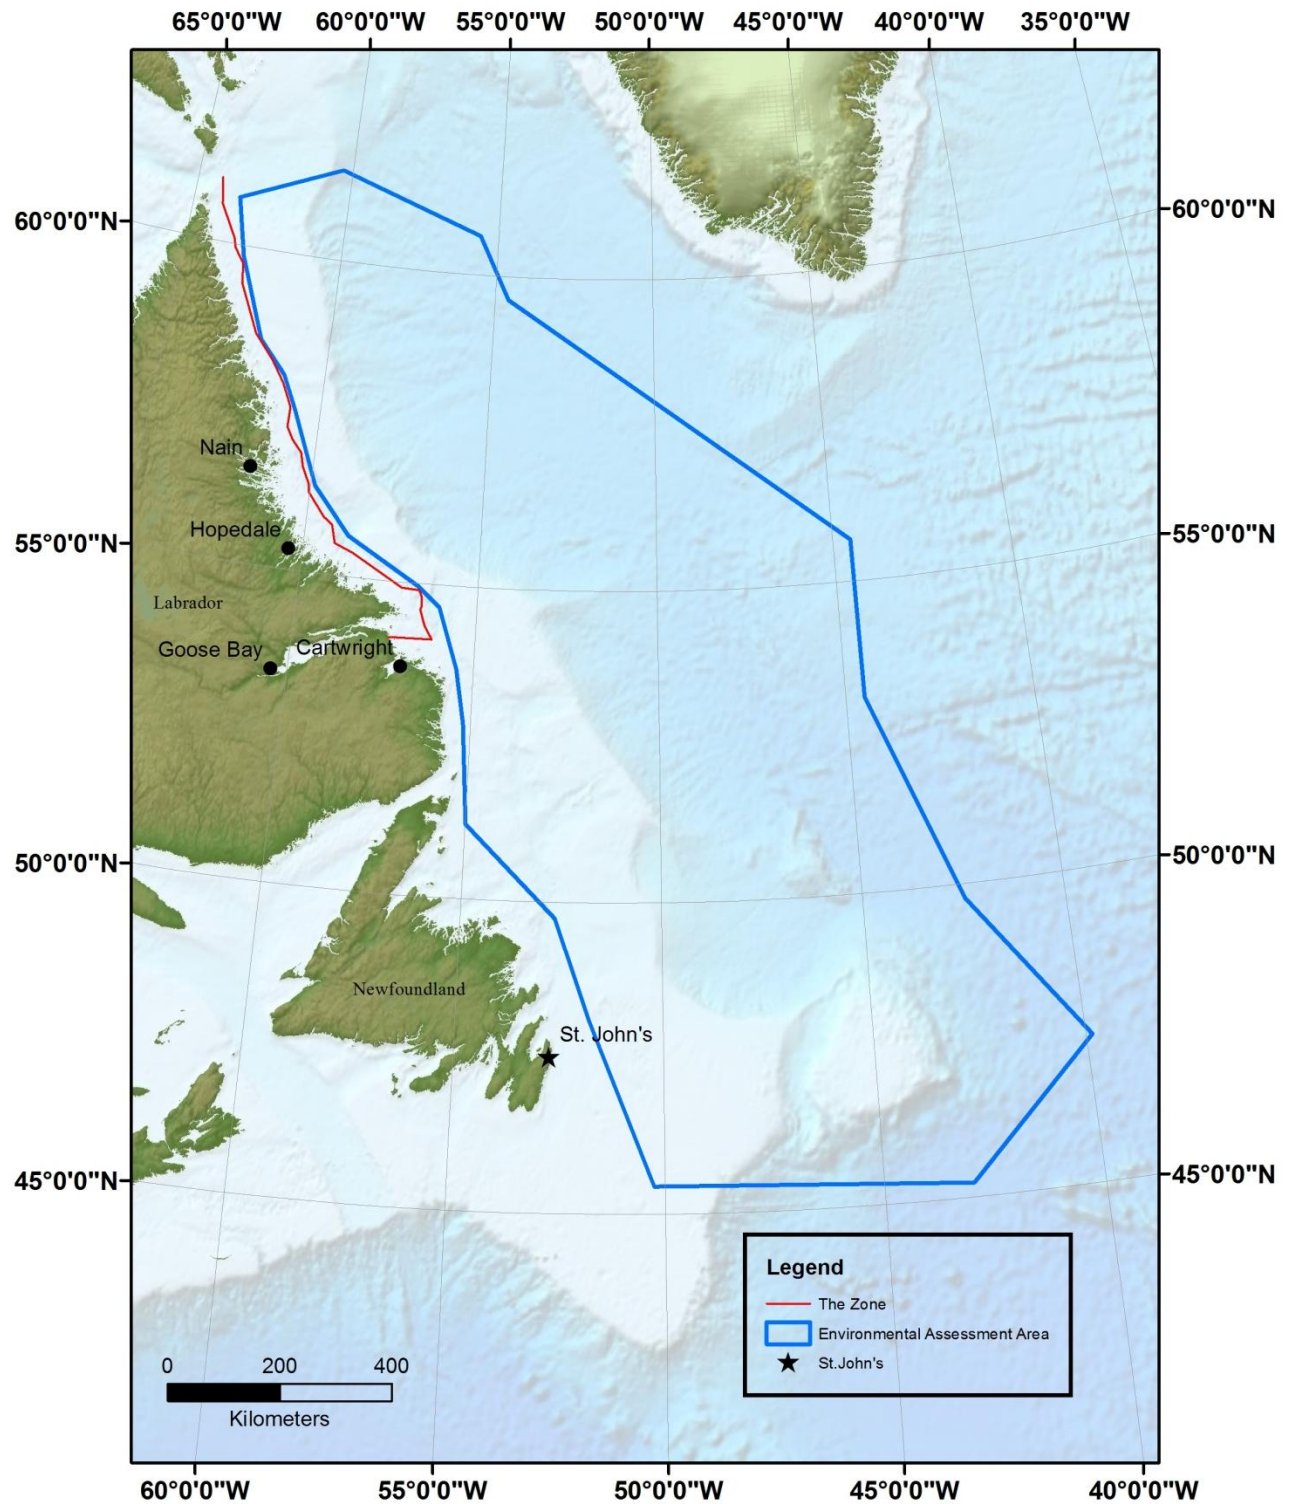 65°0'0"W 60°0'0"W 55°0'0"W 50°0'0"W 45°0'0"W 40°0'0"W 35°0'0"W
60°0'0"N 60°0'0"N
Nain
Hopedale
55°0'0"N 55°0'0"N
Labrador
Goose Bay Cartwright
50°0'0"N 50°0'0"N
Newfoundland
St. John's
45°0'0"N 45°0'0"N
Legend
The Zone
Environmental Assessment Area
St.John's
0 200 400
Kilometers
60°0'0"W 55°0'0"W 50°0'0"W 45°0'0"W 40°0'0"W